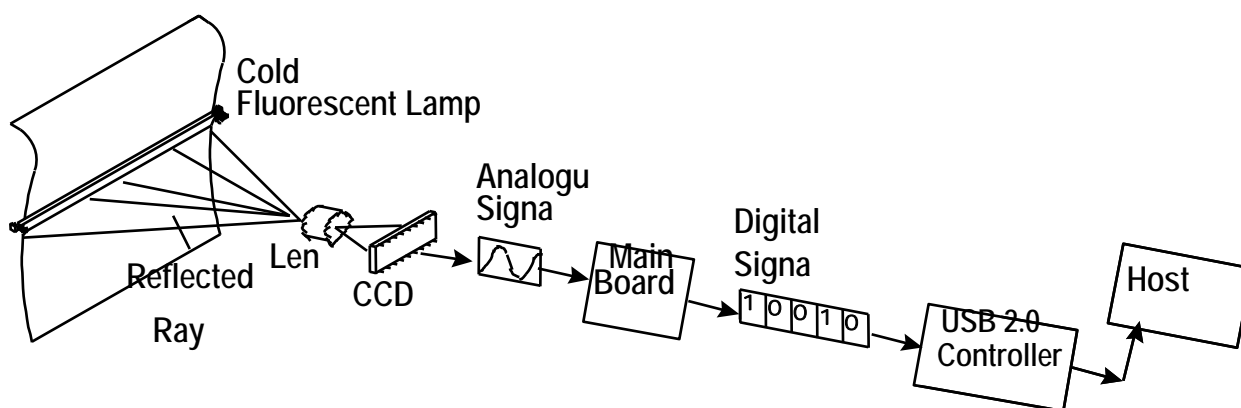 Cold
Fluorescent Lamp
Reflected
Ray
Len
CCD
Analogu
Signa
Main
Board
Digital
Signa
1 0 0 1 0
USB 2.0
Controller
Host